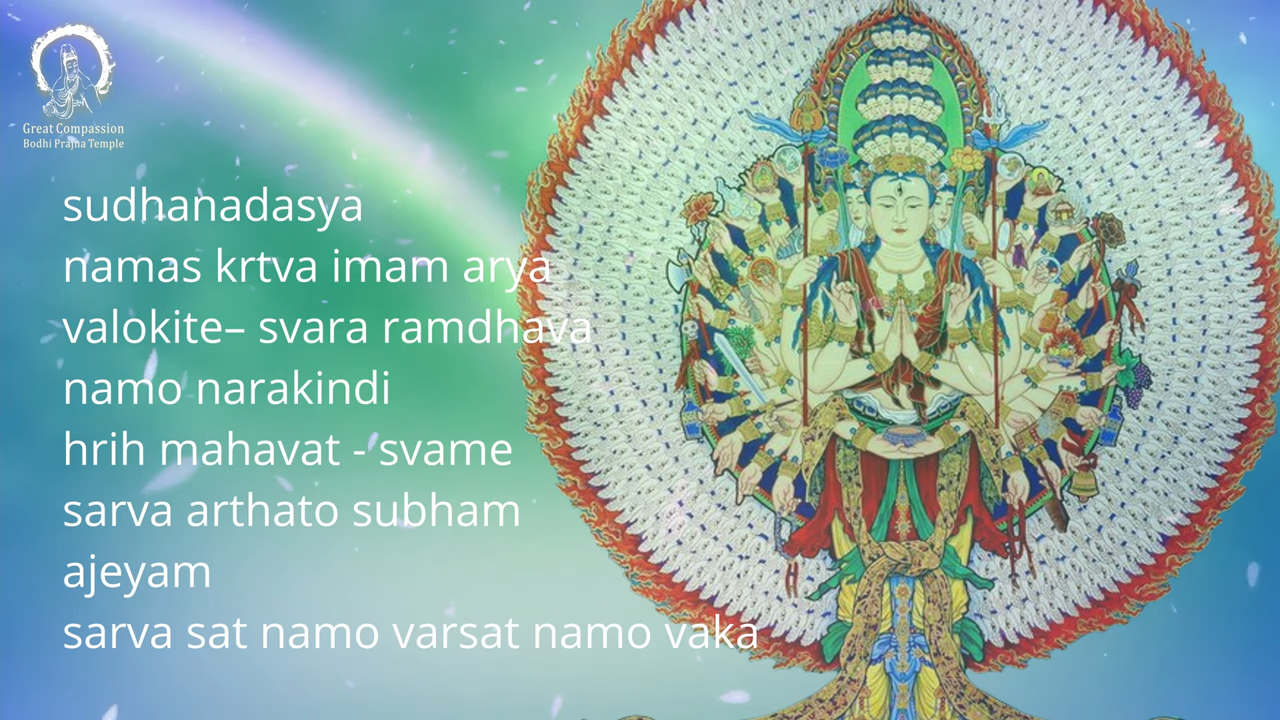 Great Compassion
Bodhi Prajna Temple
sudhanadasya
namas krtva imam arya
valokite– svara ramdhava
namo narakindi
hrih mahavat - svame
sarva arthato subham
ajeyam
sarva sat namo varsat namo vaka